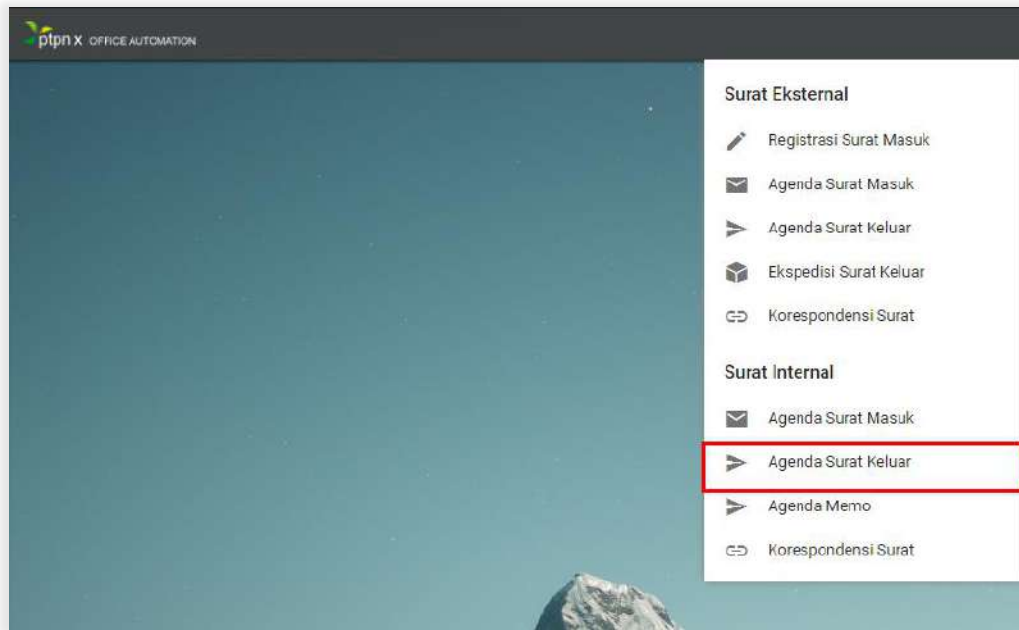 ptpn x OFFICE AUTOMATION
Surat Eksternal
Registrasi Surat Masuk
Agenda Surat Masuk
Agenda Surat Keluar
Ekspedisi Surat Keluar
Korespondensi Surat
Surat Internal
Agenda Surat Masuk
Agenda Surat Keluar
Agenda Memo
Korespondensi Surat